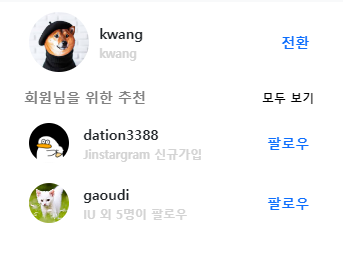 kwang
kwang
전환
회원님을 위한 추천
모두 보기
dation3388
Jinstargram 신규가입
팔로우
gaoudi
IU 외 5명이 팔로우
팔로우